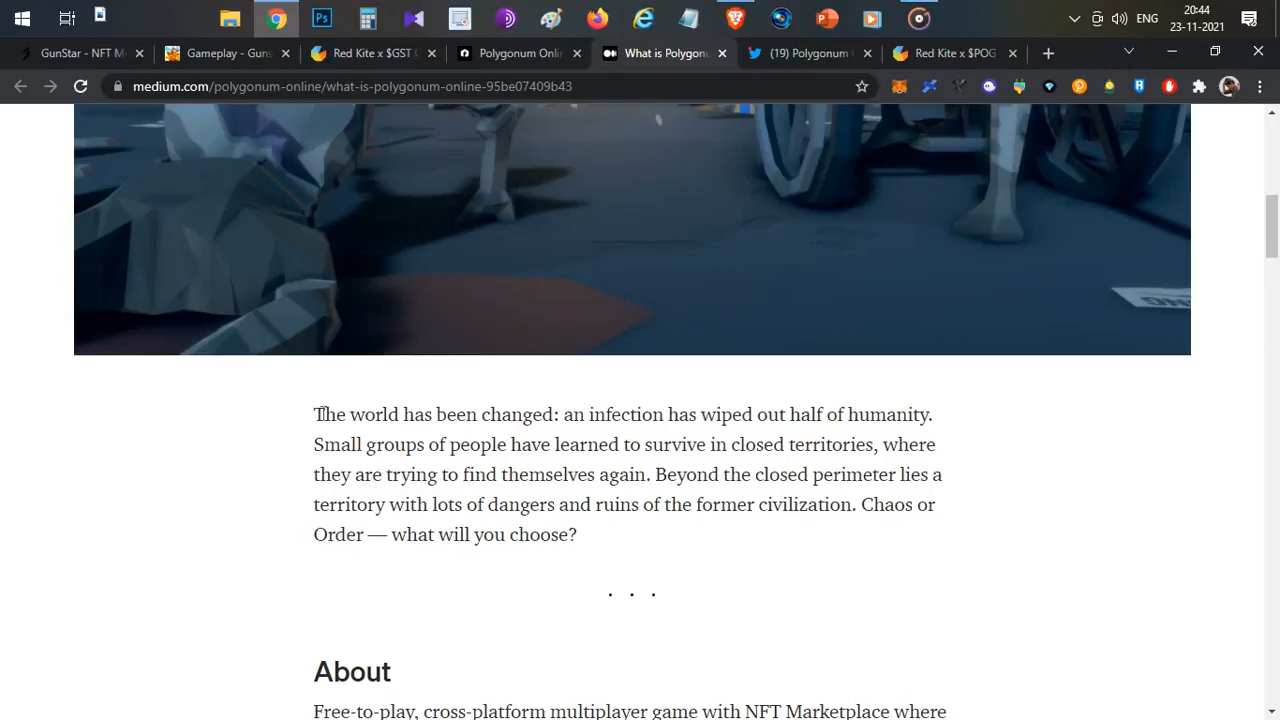 20:44
ENG
23-11-2021
GunStar - NFT M
Gameplay - Guns
Red Kite x $GST
Polygonum Onlin
What is Polygonu
(19) Polygonum
Red Kite x $POG
medium.com/polygonum-online/what-is-polygonum-online-95be07409b43
The world has been changed: an infection has wiped out half of humanity.
Small groups of people have learned to survive in closed territories, where
they are trying to find themselves again. Beyond the closed perimeter lies a
territory with lots of dangers and ruins of the former civilization. Chaos or
Order — what will you choose?
. . .
About
Free-to-play, cross-platform multiplayer game with NFT Marketplace where